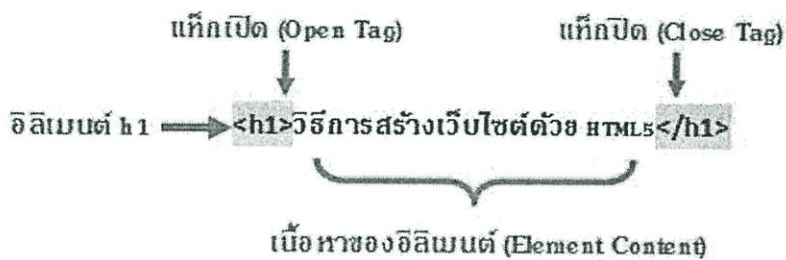 แท็กเปิด (Open Tag) แท็กปิด (Close Tag)
อิลิเมนต์ h1 <h1>วิธีการสร้างเว็บไซต์ด้วย HTML5</h1>
เนื้อหาของอิลิเมนต์ (Element Content)